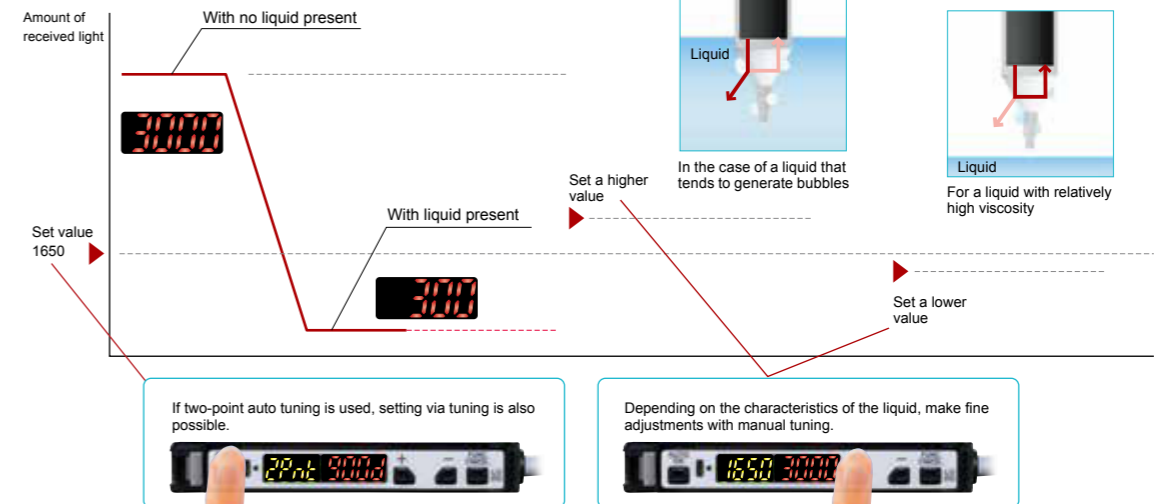 Amount of
received light
With no liquid present
3000
Set value
1650
With liquid present
300
Liquid
In the case of a liquid that
tends to generate bubbles
Set a higher
value
Liquid
For a liquid with relatively
high viscosity
Set a lower
value
If two-point auto tuning is used, setting via tuning is also
possible.
2Pnt good
+ -
Depending on the characteristics of the liquid, make fine
adjustments with manual tuning.
1650 3000
-